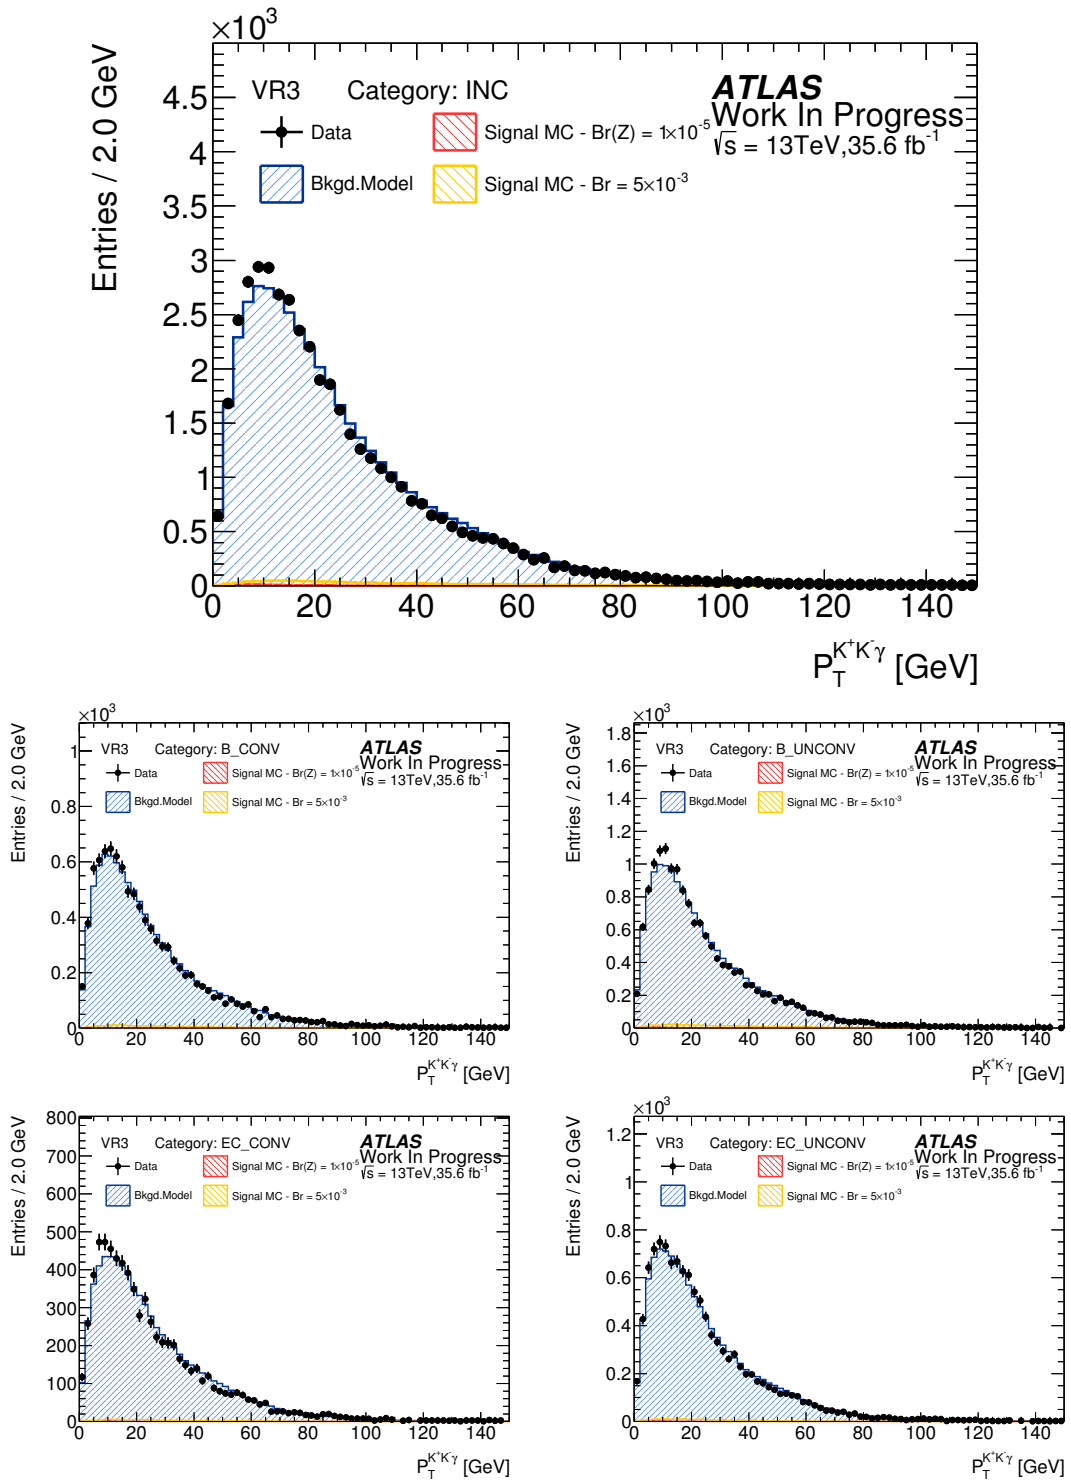 ×10³
Entries / 2.0 GeV
VR3 Category: INC
ATLAS
Work In Progress
√s = 13TeV,35.6 fb⁻¹
Data
Signal MC - Br(Z) = 1×10⁻⁵
Bkgd.Model
Signal MC - Br = 5×10⁻³
4.5
4
3.5
3
2.5
2
1.5
1
0.5
0
0 20 40 60 80 100 120 140
P_T^{K⁺K⁻γ} [GeV]
×10³
Entries / 2.0 GeV
VR3 Category: B_CONV
ATLAS
Work In Progress
√s = 13TeV,35.6 fb⁻¹
Data
Signal MC - Br(Z) = 1×10⁻⁵
Bkgd.Model
Signal MC - Br = 5×10⁻³
1
0.8
0.6
0.4
0.2
0
0 20 40 60 80 100 120 140
P_T^{K⁺K⁻γ} [GeV]
×10³
Entries / 2.0 GeV
VR3 Category: B_UNCONV
ATLAS
Work In Progress
√s = 13TeV,35.6 fb⁻¹
Data
Signal MC - Br(Z) = 1×10⁻⁵
Bkgd.Model
Signal MC - Br = 5×10⁻³
1.8
1.6
1.4
1.2
1
0.8
0.6
0.4
0.2
0
0 20 40 60 80 100 120 140
P_T^{K⁺K⁻γ} [GeV]
Entries / 2.0 GeV
VR3 Category: EC_CONV
ATLAS
Work In Progress
√s = 13TeV,35.6 fb⁻¹
Data
Signal MC - Br(Z) = 1×10⁻⁵
Bkgd.Model
Signal MC - Br = 5×10⁻³
800
700
600
500
400
300
200
100
0
0 20 40 60 80 100 120 140
P_T^{K⁺K⁻γ} [GeV]
×10³
Entries / 2.0 GeV
VR3 Category: EC_UNCONV
ATLAS
Work In Progress
√s = 13TeV,35.6 fb⁻¹
Data
Signal MC - Br(Z) = 1×10⁻⁵
Bkgd.Model
Signal MC - Br = 5×10⁻³
1.2
1
0.8
0.6
0.4
0.2
0
0 20 40 60 80 100 120 140
P_T^{K⁺K⁻γ} [GeV]